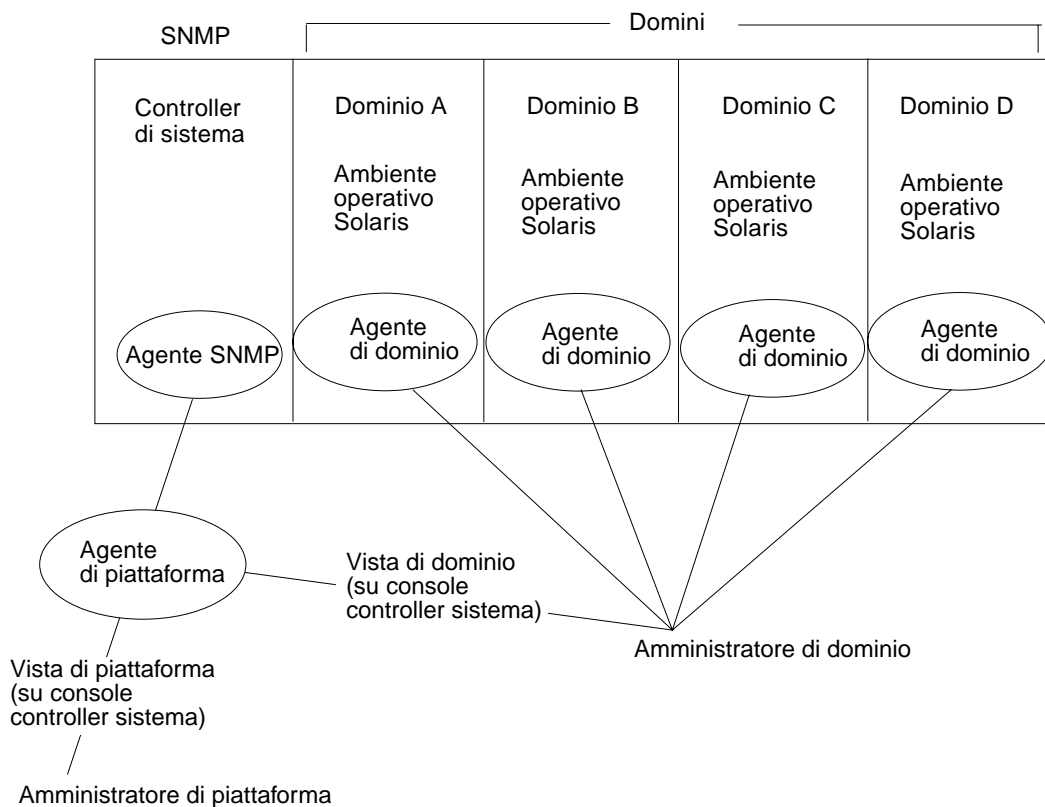 SNMP
Domini
Controller
di sistema
Dominio A
Dominio B
Dominio C
Dominio D
Ambiente
operativo
Solaris
Ambiente
operativo
Solaris
Ambiente
operativo
Solaris
Ambiente
operativo
Solaris
Agente SNMP
Agente
di dominio
Agente
di dominio
Agente
di dominio
Agente
di dominio
Agente
di piattaforma
Vista di dominio
(su console
controller sistema)
Amministratore di dominio
Vista di piattaforma
(su console
controller sistema)
Amministratore di piattaforma